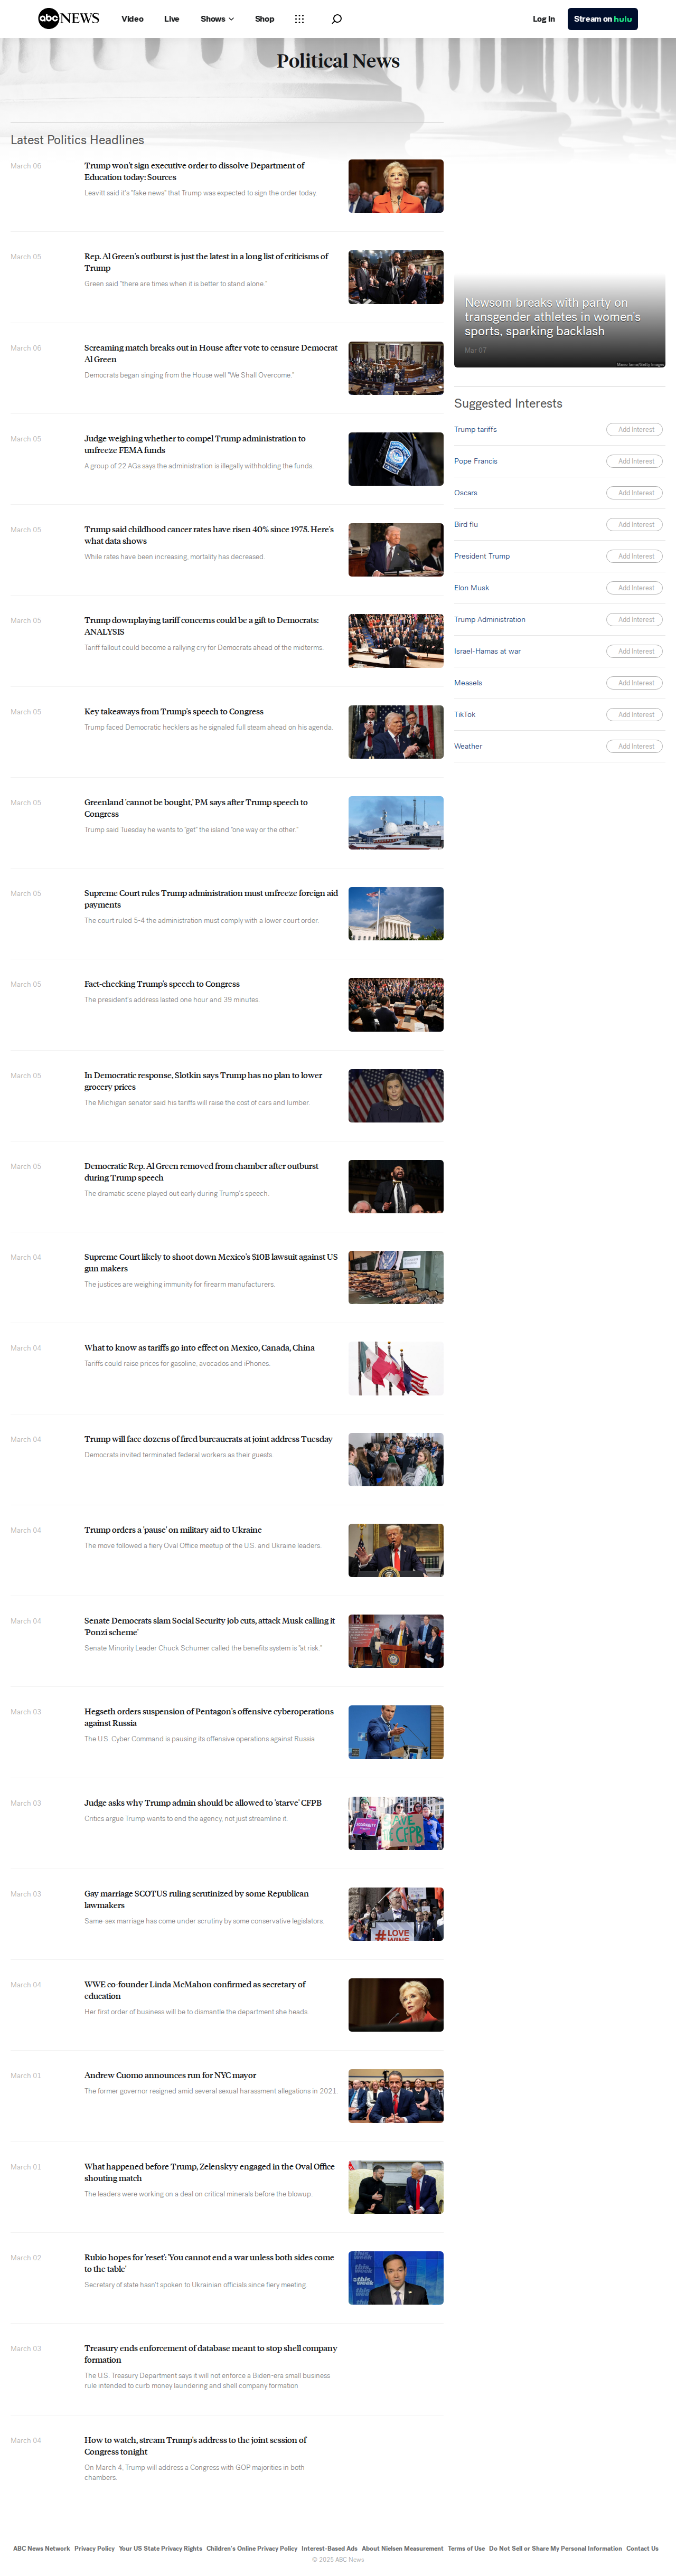 abc NEWS
Video
Live
Shows
Shop
Log In
Stream on hulu
Political News
Latest Politics Headlines
March 06
Trump won't sign executive order to dissolve Department of
Education today: Sources
Leavitt said it's "fake news" that Trump was expected to sign the order today.
March 05
Rep. Al Green's outburst is just the latest in a long list of criticisms of
Trump
Green said "there are times when it is better to stand alone."
March 06
Screaming match breaks out in House after vote to censure Democrat
Al Green
Democrats began singing from the House well "We Shall Overcome."
March 05
Judge weighing whether to compel Trump administration to
unfreeze FEMA funds
A group of 22 AGs says the administration is illegally withholding the funds.
March 05
Trump said childhood cancer rates have risen 40% since 1975. Here's
what data shows
While rates have been increasing, mortality has decreased.
March 05
Trump downplaying tariff concerns could be a gift to Democrats:
ANALYSIS
Tariff fallout could become a rallying cry for Democrats ahead of the midterms.
March 05
Key takeaways from Trump's speech to Congress
Trump faced Democratic hecklers as he signaled full steam ahead on his agenda.
March 05
Greenland 'cannot be bought,' PM says after Trump speech to
Congress
Trump said Tuesday he wants to "get" the island "one way or the other."
March 05
Supreme Court rules Trump administration must unfreeze foreign aid
payments
The court ruled 5-4 the administration must comply with a lower court order.
March 05
Fact-checking Trump's speech to Congress
The president's address lasted one hour and 39 minutes.
March 05
In Democratic response, Slotkin says Trump has no plan to lower
grocery prices
The Michigan senator said his tariffs will raise the cost of cars and lumber.
March 05
Democratic Rep. Al Green removed from chamber after outburst
during Trump speech
The dramatic scene played out early during Trump's speech.
March 04
Supreme Court likely to shoot down Mexico's $10B lawsuit against US
gun makers
The justices are weighing immunity for firearm manufacturers.
March 04
What to know as tariffs go into effect on Mexico, Canada, China
Tariffs could raise prices for gasoline, avocados and iPhones.
March 04
Trump will face dozens of fired bureaucrats at joint address Tuesday
Democrats invited terminated federal workers as their guests.
March 04
Trump orders a 'pause' on military aid to Ukraine
The move followed a fiery Oval Office meetup of the U.S. and Ukraine leaders.
March 04
Senate Democrats slam Social Security job cuts, attack Musk calling it
'Ponzi scheme'
Senate Minority Leader Chuck Schumer called the benefits system is "at risk."
March 03
Hegseth orders suspension of Pentagon's offensive cyberoperations
against Russia
The U.S. Cyber Command is pausing its offensive operations against Russia
March 03
Judge asks why Trump admin should be allowed to 'starve' CFPB
Critics argue Trump wants to end the agency, not just streamline it.
March 03
Gay marriage SCOTUS ruling scrutinized by some Republican
lawmakers
Same-sex marriage has come under scrutiny by some conservative legislators.
#LOVE
WINS
March 04
WWE co-founder Linda McMahon confirmed as secretary of
education
Her first order of business will be to dismantle the department she heads.
March 01
Andrew Cuomo announces run for NYC mayor
The former governor resigned amid several sexual harassment allegations in 2021.
March 01
What happened before Trump, Zelenskyy engaged in the Oval Office
shouting match
The leaders were working on a deal on critical minerals before the blowup.
March 02
Rubio hopes for 'reset': 'You cannot end a war unless both sides come
to the table'
Secretary of state hasn't spoken to Ukrainian officials since fiery meeting.
March 03
Treasury ends enforcement of database meant to stop shell company
formation
The U.S. Treasury Department says it will not enforce a Biden-era small business
rule intended to curb money laundering and shell company formation
March 04
How to watch, stream Trump's address to the joint session of
Congress tonight
On March 4, Trump will address a Congress with GOP majorities in both
chambers.
Newsom breaks with party on
transgender athletes in women's
sports, sparking backlash
Mar 07
Mario Tama/Getty Images
Suggested Interests
Trump tariffs
Add Interest
Pope Francis
Add Interest
Oscars
Add Interest
Bird flu
Add Interest
President Trump
Add Interest
Elon Musk
Add Interest
Trump Administration
Add Interest
Israel-Hamas at war
Add Interest
Measels
Add Interest
TikTok
Add Interest
Weather
Add Interest
ABC News Network
Privacy Policy
Your US State Privacy Rights
Children's Online Privacy Policy
Interest-Based Ads
About Nielsen Measurement
Terms of Use
Do Not Sell or Share My Personal Information
Contact Us
© 2025 ABC News